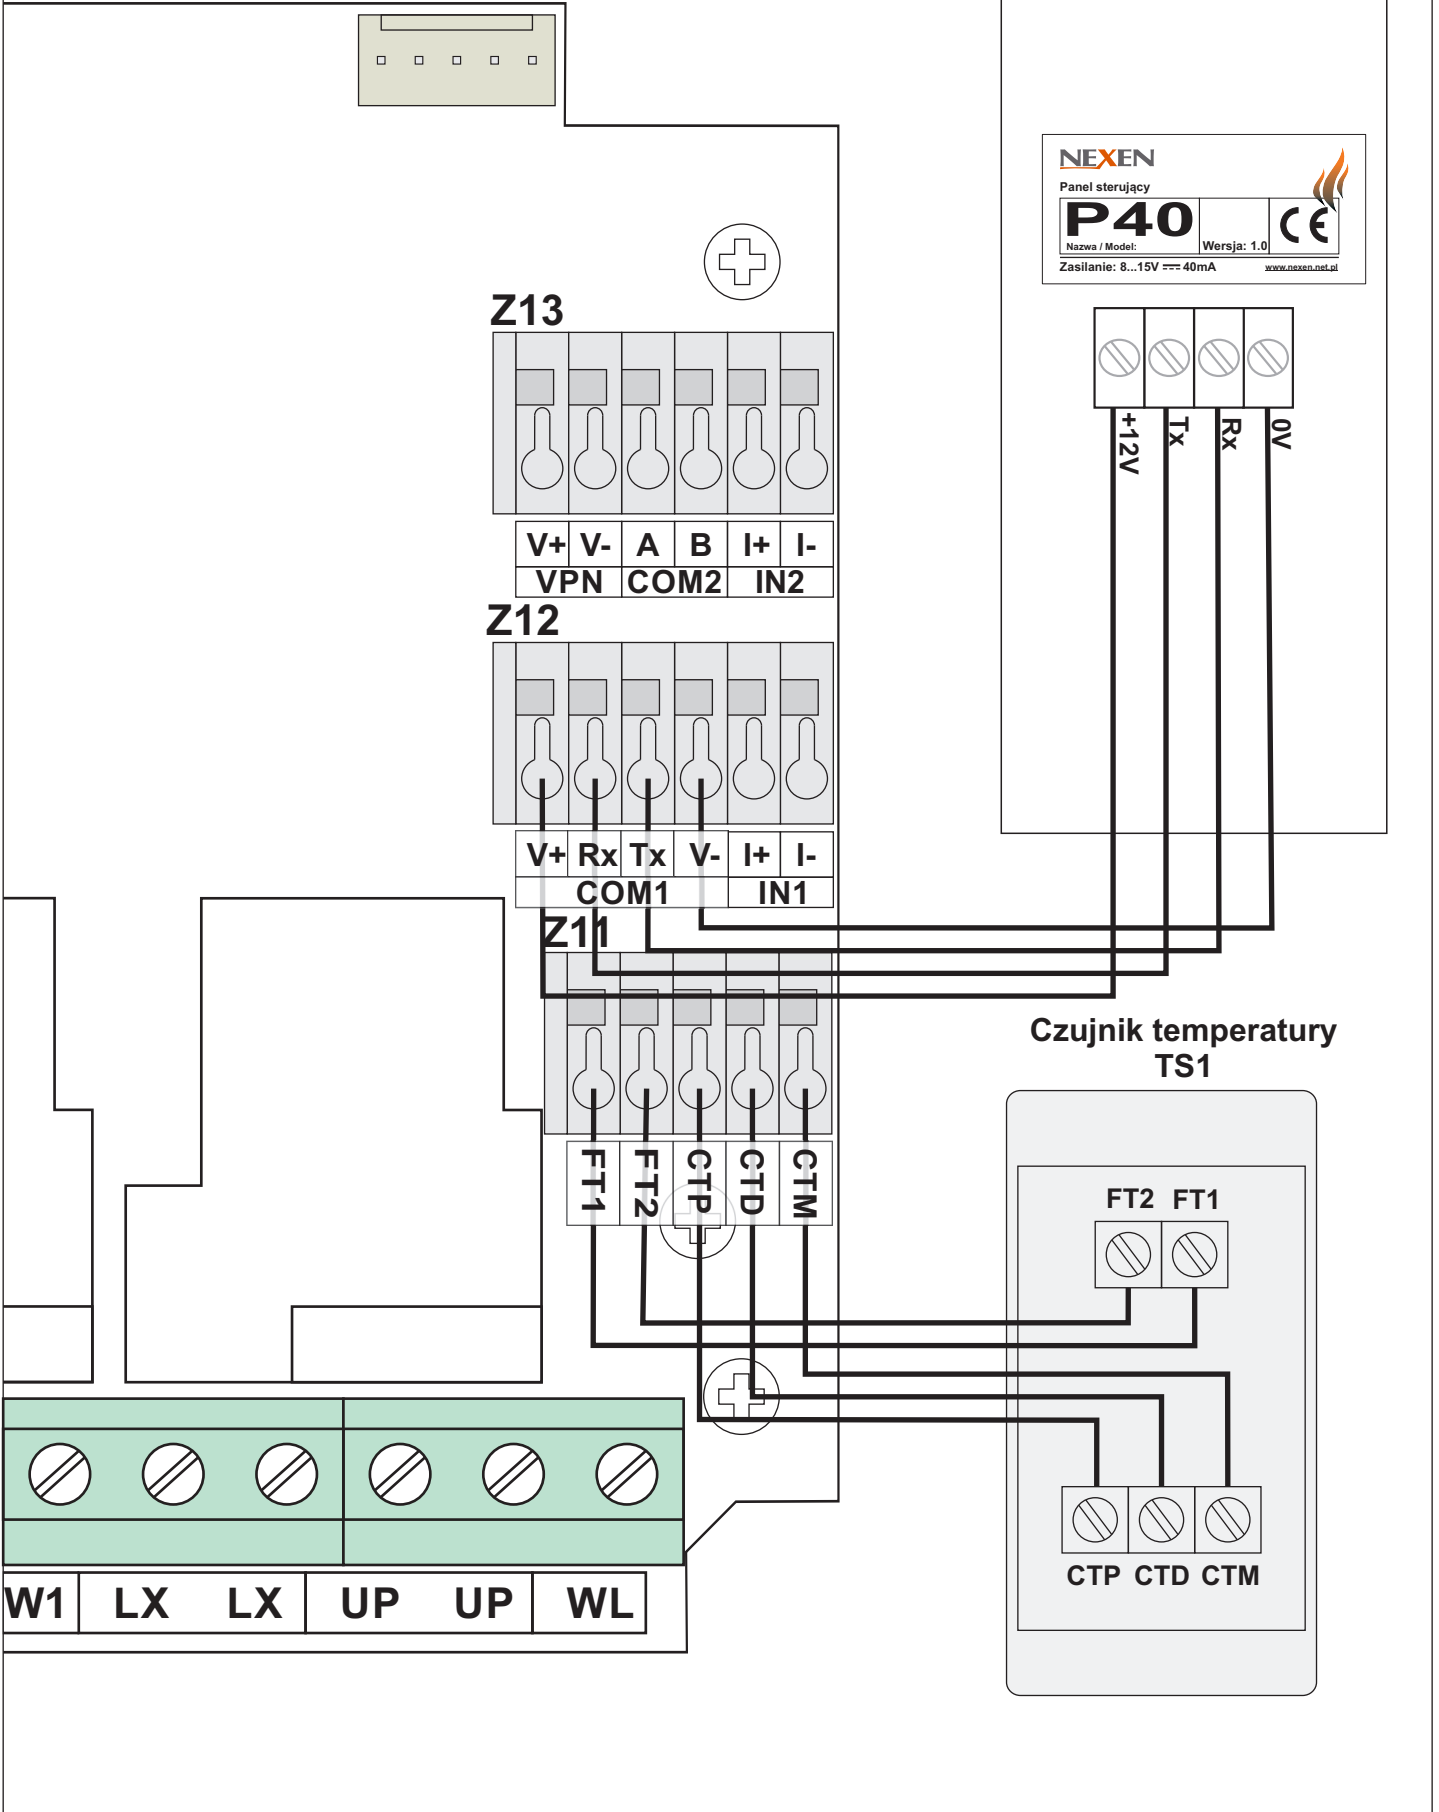 NEXEN
Panel sterujący
P40
Nazwa / Model:
Wersja: 1.0
CE
Zasilanie: 8...15V 40mA
www.nexen.net.pl
+12V Tx Rx 0V
Z13
V+ V- A B I+ I-
VPN COM2 IN2
Z12
V+ Rx Tx V- I+ I-
COM1 IN1
Z11
FT1 FT2 CTP CTD CTM
Czujnik temperatury
TS1
FT2 FT1
CTP CTD CTM
W1 LX LX UP UP WL